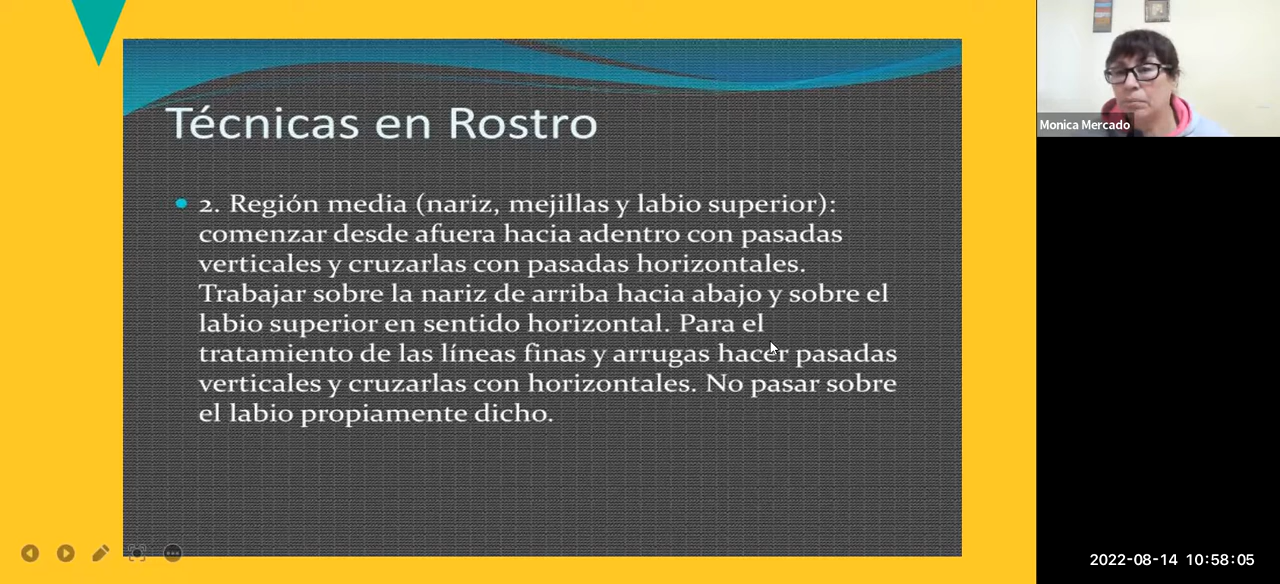 Técnicas en Rostro
2. Región media (nariz, mejillas y labio superior):
comenzar desde afuera hacia adentro con pasadas
verticales y cruzarlas con pasadas horizontales.
Trabajar sobre la nariz de arriba hacia abajo y sobre el
labio superior en sentido horizontal. Para el
tratamiento de las líneas finas y arrugas hacer pasadas
verticales y cruzarlas con horizontales. No pasar sobre
el labio propiamente dicho.
Monica Mercado
2022-08-14 10:58:05